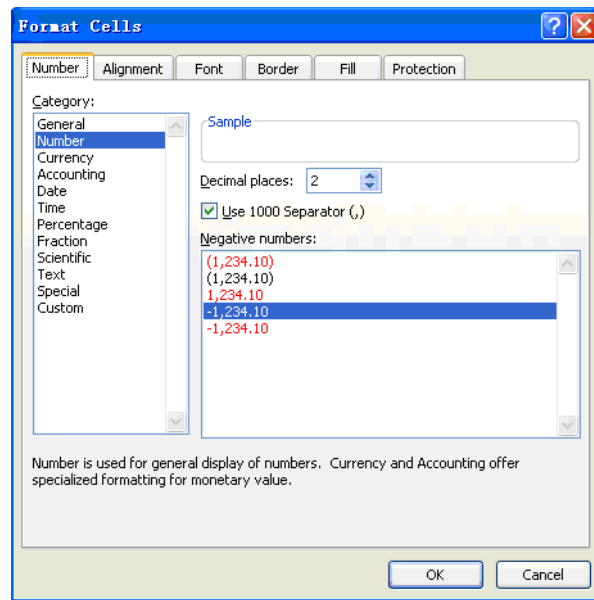 Format Cells
Number Alignment Font Border Fill Protection
Category:
General
Number
Currency
Accounting
Date
Time
Percentage
Fraction
Scientific
Text
Special
Custom
Sample
Decimal places: 2
Use 1000 Separator (,)
Negative numbers:
(1,234.10)
(1,234.10)
1,234.10
-1,234.10
-1,234.10
Number is used for general display of numbers. Currency and Accounting offer
specialized formatting for monetary value.
OK Cancel